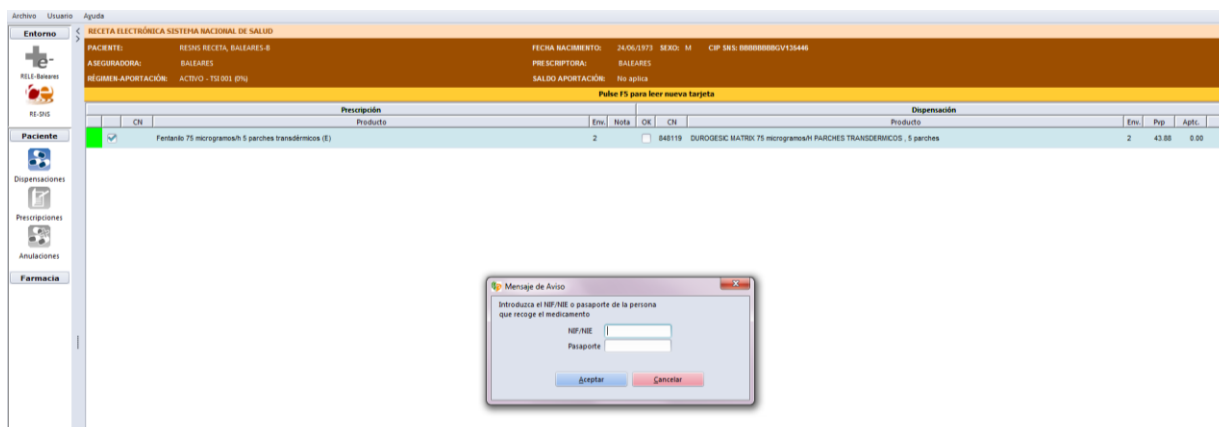 Archivo Usuario Ayuda
Entorno
RELE-Baleares
RE-SNS
Paciente
Dispensaciones
Prescripciones
Anulaciones
Farmacia
RECETA ELECTRÓNICA SISTEMA NACIONAL DE SALUD
PACIENTE: RESNS RECETA, BALEARES-B FECHA NACIMIENTO: 24/06/1973 SEXO: M CIP SNS: BBBBBBBBGV135446
ASEGURADORA: BALEARES PRESCRIPTORA: BALEARES
RÉGIMEN-APORTACIÓN: ACTIVO - TSI 001 (0%) SALDO APORTACIÓN: No aplica
Pulse F5 para leer nueva tarjeta
Prescripción Dispensación
CN Producto Env. Nota OK CN Producto Env. Pvp Aptc.
Fentanilo 75 microgramos/h 5 parches transdérmicos (E) 2 848119 DUROGESIC MATRIX 75 microgramos/H PARCHES TRANSDERMICOS , 5 parches 2 43.88 0.00
Mensaje de Aviso
Introduzca el NIF/NIE o pasaporte de la persona
que recoge el medicamento
NIF/NIE
Pasaporte
Aceptar Cancelar